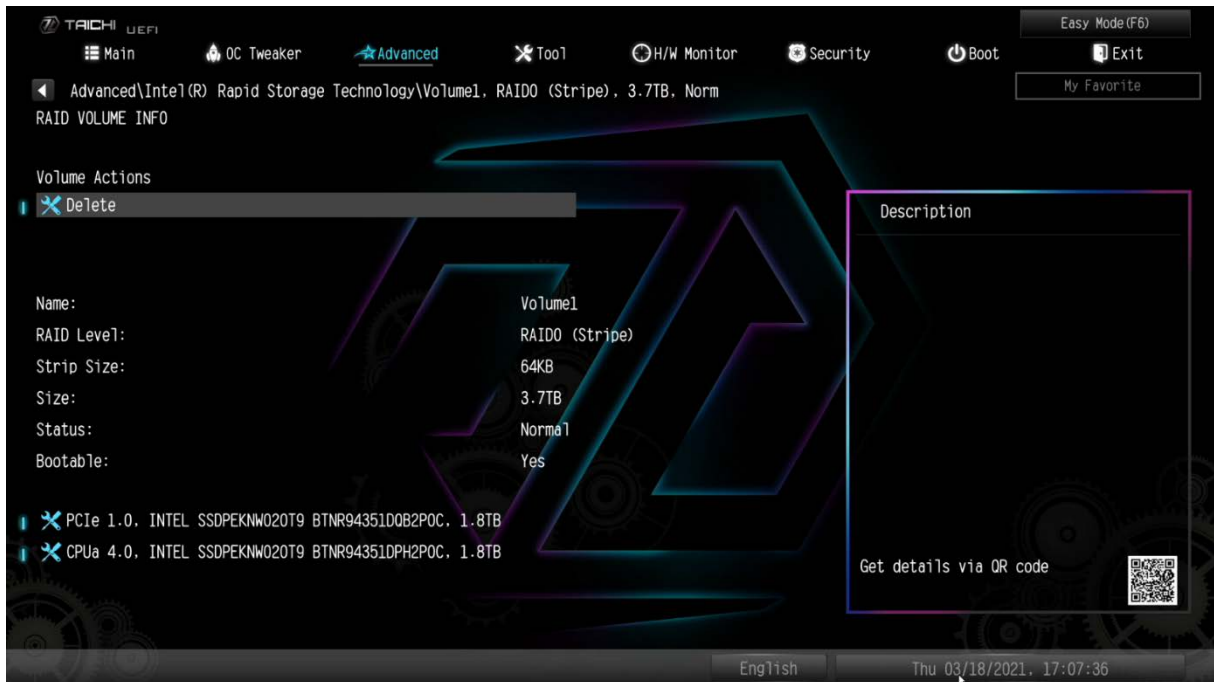 TAICHI UEFI
Easy Mode(F6)
Main OC Tweaker Advanced Tool H/W Monitor Security Boot Exit
Advanced\Intel(R) Rapid Storage Technology\Volume1, RAID0 (Stripe), 3.7TB, Norm
My Favorite
RAID VOLUME INFO
Volume Actions
Delete
Description
Name: Volume1
RAID Level: RAID0 (Stripe)
Strip Size: 64KB
Size: 3.7TB
Status: Normal
Bootable: Yes
PCIe 1.0, INTEL SSDPEKNW020T9 BTNR94351DQB2P0C, 1.8TB
CPUa 4.0, INTEL SSDPEKNW020T9 BTNR94351DPH2P0C, 1.8TB
Get details via QR code
English
Thu 03/18/2021, 17:07:36